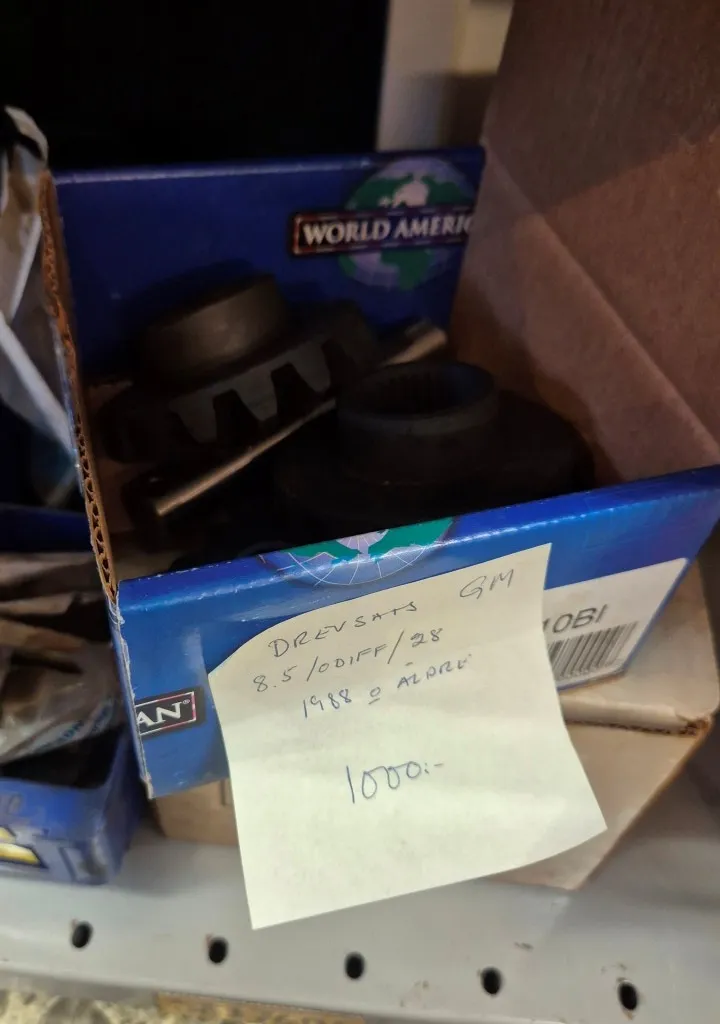 WORLD AMERIC
DREVSATS GM
8.5/ODIFF/28
1988 o ÄLDRE
1000:-
10BI
AN®